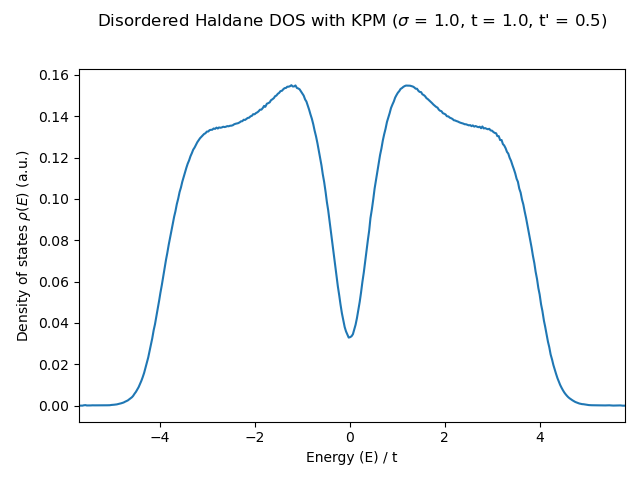 Disordered Haldane DOS with KPM (σ = 1.0, t = 1.0, t' = 0.5)
Density of states ρ(E) (a.u.)
0.16
0.14
0.12
0.10
0.08
0.06
0.04
0.02
0.00
−4 −2 0 2 4
Energy (E) / t